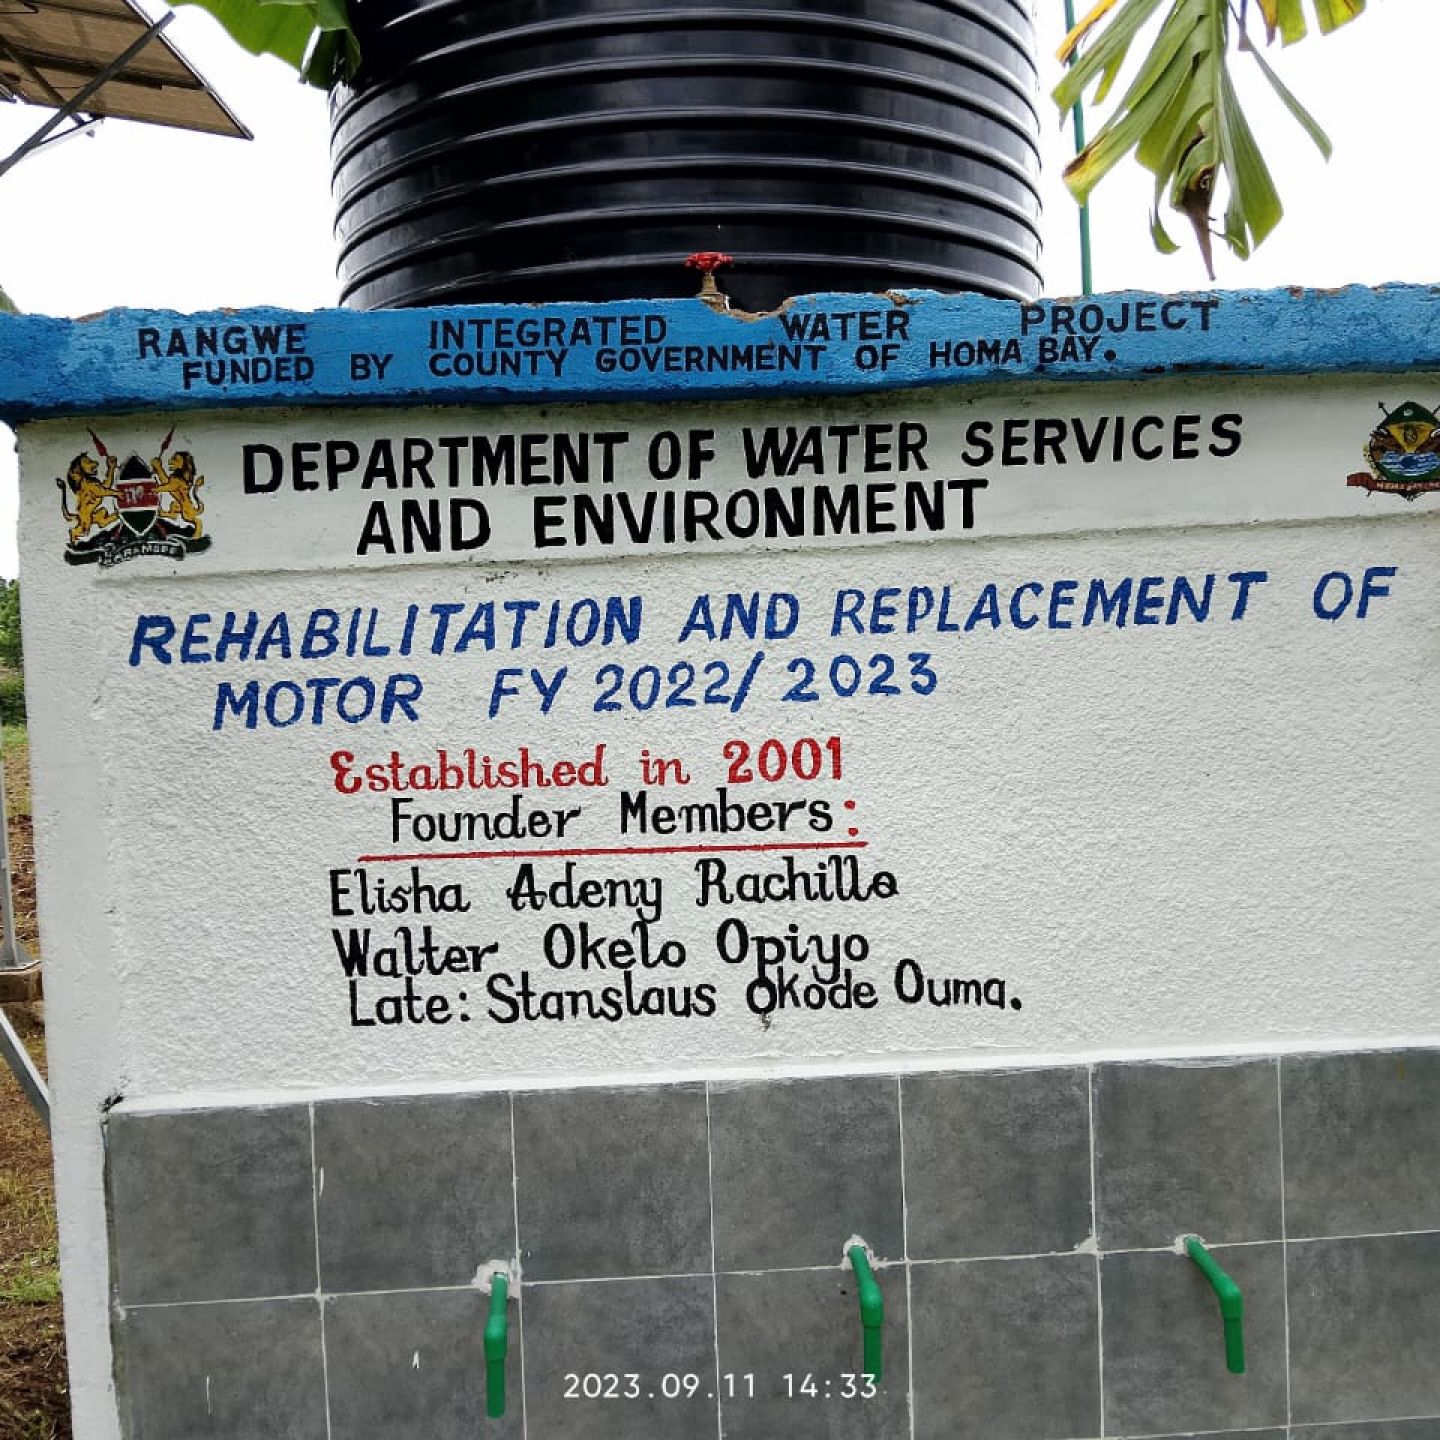 RANGWE INTEGRATED WATER PROJECT
FUNDED BY COUNTY GOVERNMENT OF HOMA BAY.
DEPARTMENT OF WATER SERVICES
AND ENVIRONMENT
HARAMBEE
REHABILITATION AND REPLACEMENT OF
MOTOR FY 2022/2023
Established in 2001
Founder Members:
Elisha Adeny Rachillo
Walter Okelo Opiyo
Late: Stanslaus Okode Ouma.
2023.09.11 14:33